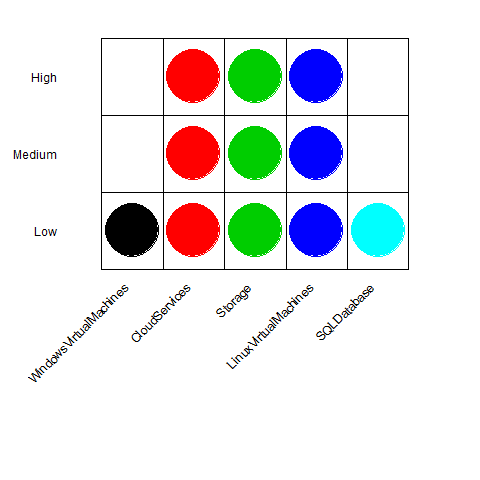 High
Medium
Low
WindowsVirtualMachines
CloudServices
Storage
LinuxVirtualMachines
SQLDatabase